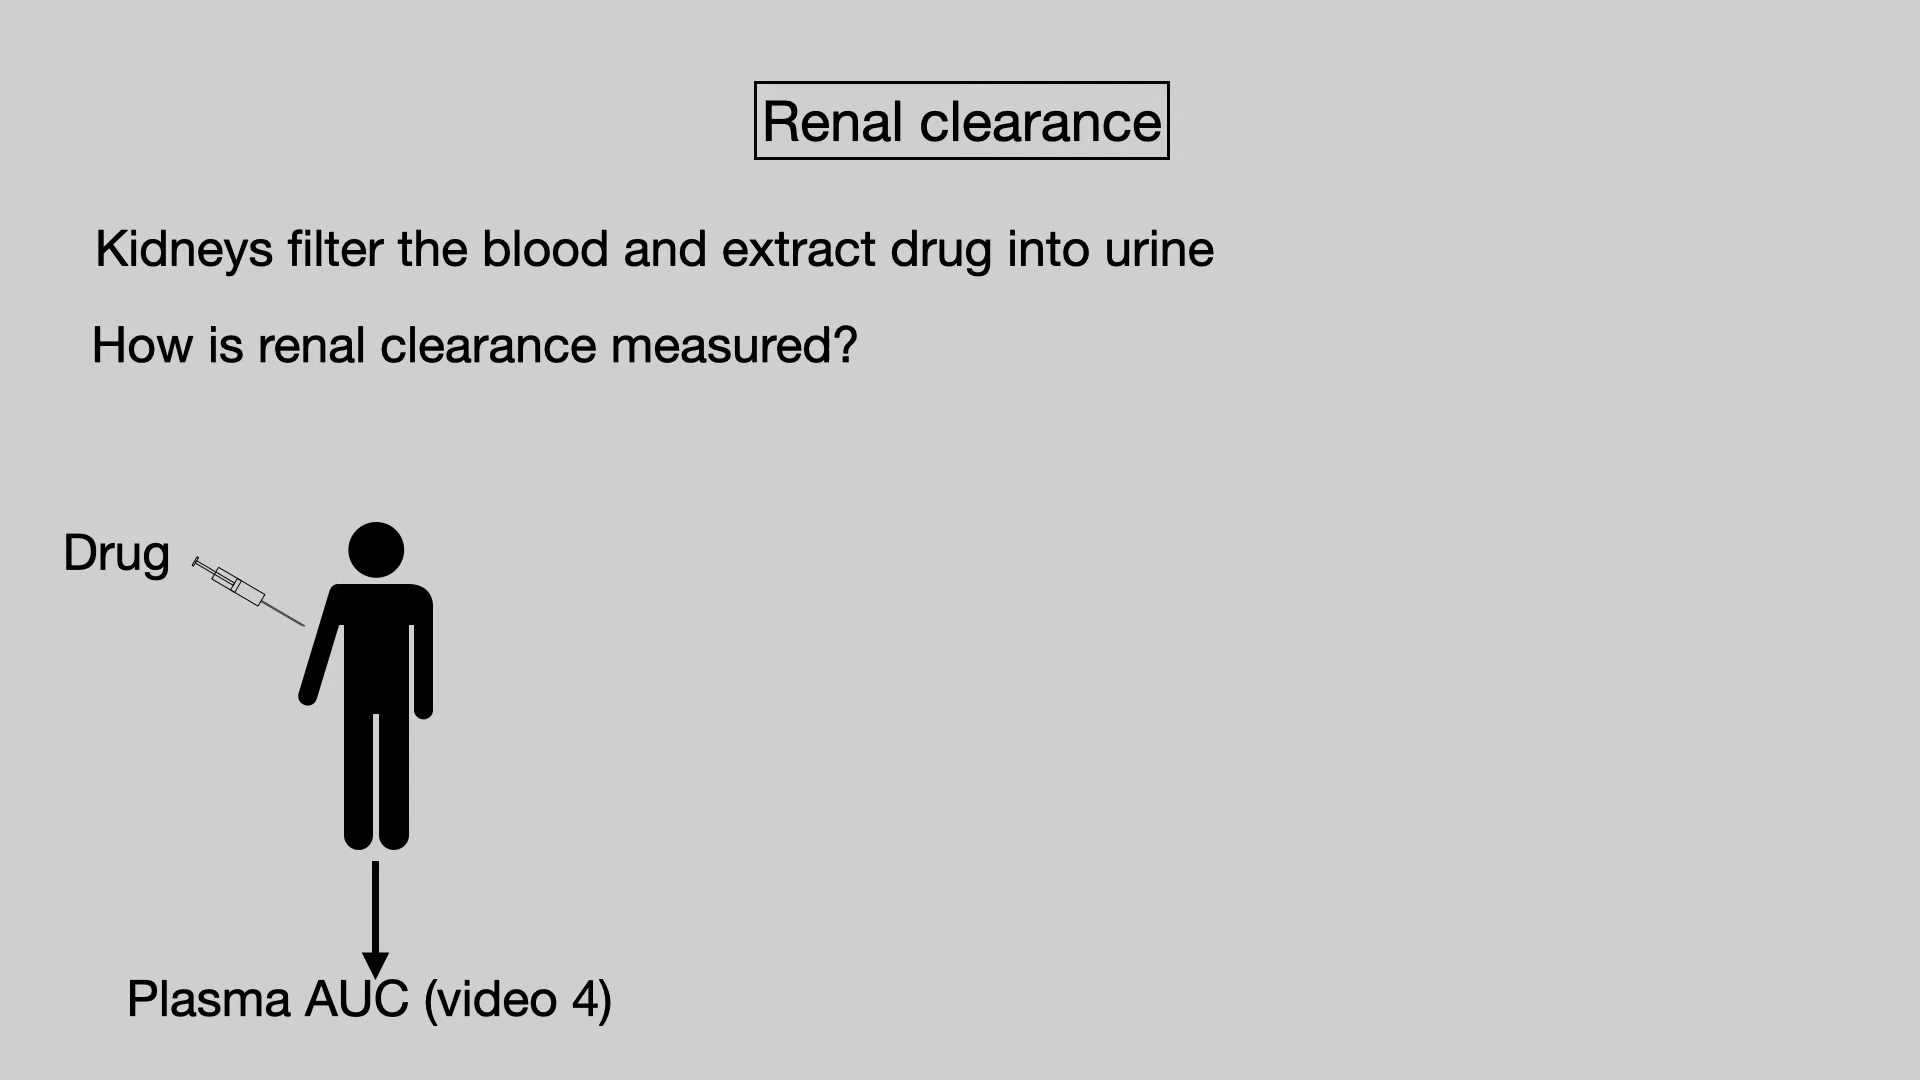 Renal clearance
Kidneys filter the blood and extract drug into urine
How is renal clearance measured?
Drug
Plasma AUC (video 4)